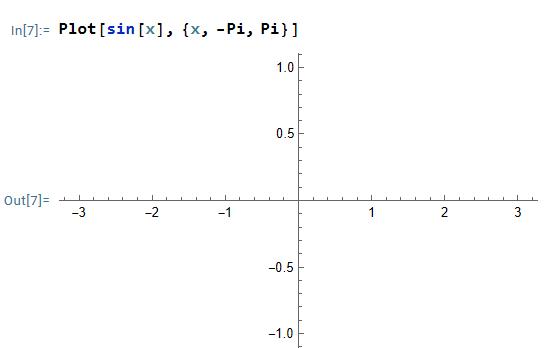 In[7]:= Plot[sin[x], {x, -Pi, Pi}]
1.0
0.5
Out[7]=
-3 -2 -1 1 2 3
-0.5
-1.0